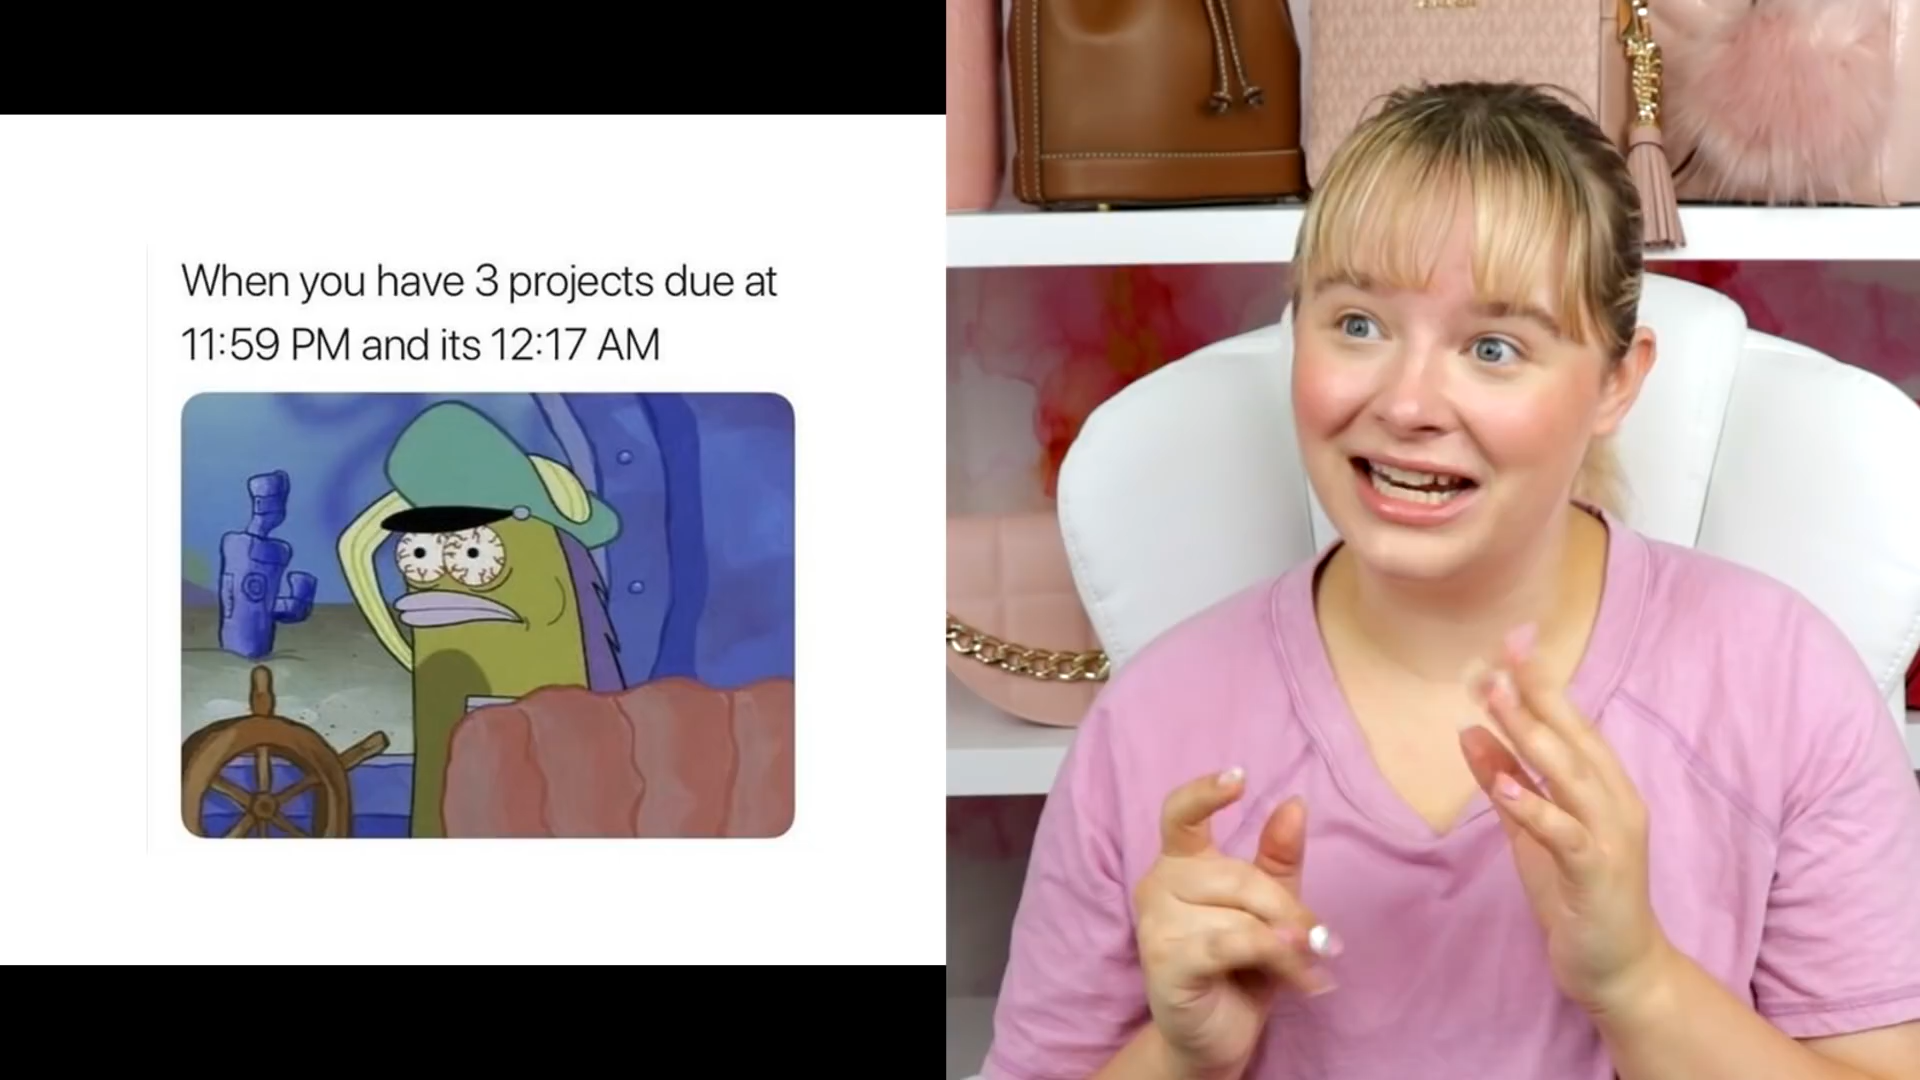 When you have 3 projects due at
11:59 PM and its 12:17 AM